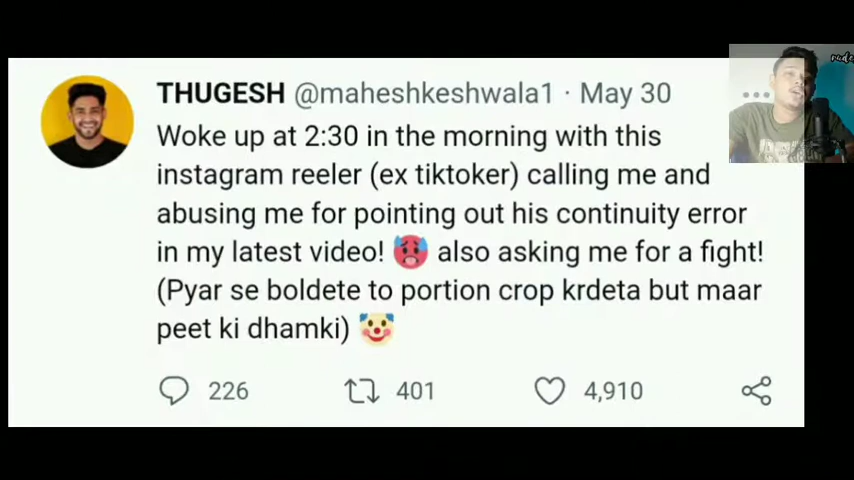 THUGESH @maheshkeshwala1 · May 30
Woke up at 2:30 in the morning with this
instagram reeler (ex tiktoker) calling me and
abusing me for pointing out his continuity error
in my latest video! 🥵 also asking me for a fight!
(Pyar se boldete to portion crop krdeta but maar
peet ki dhamki) 🤡
226 401 4,910